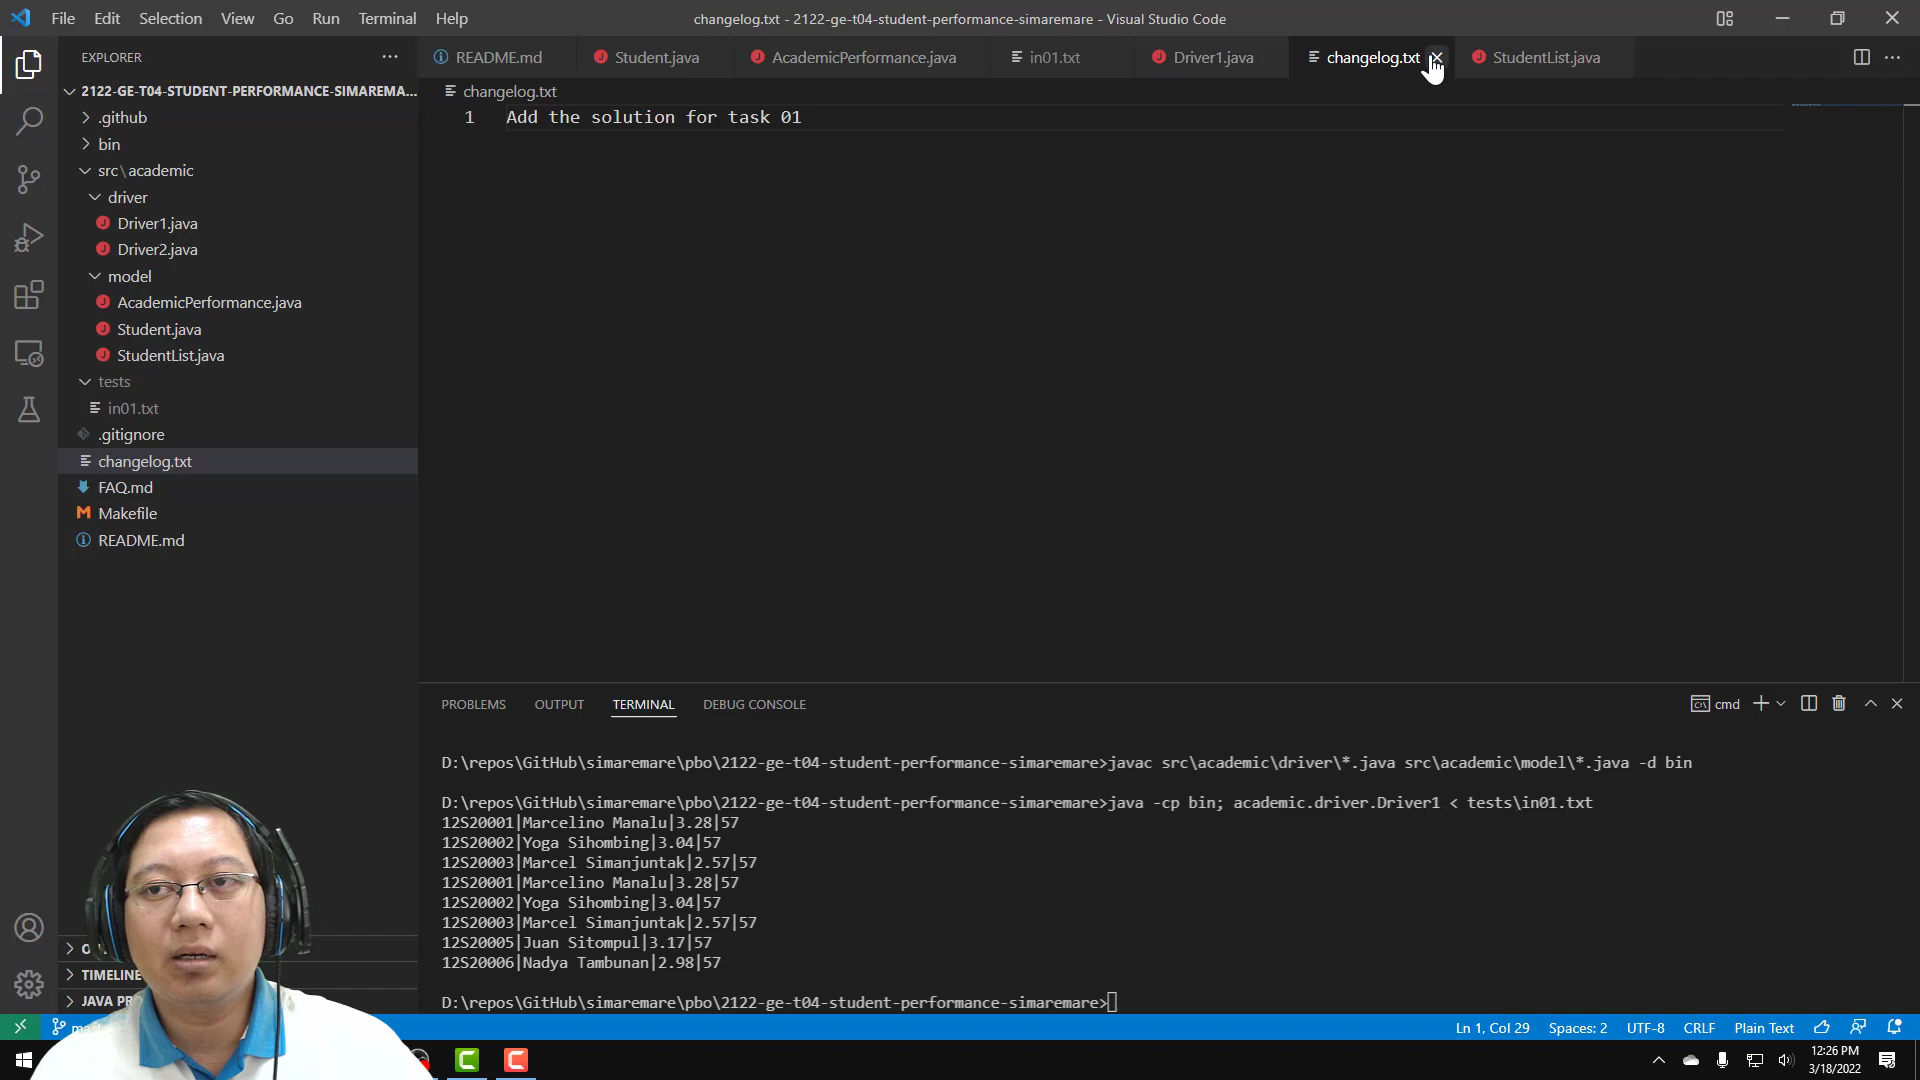 File Edit Selection View Go Run Terminal Help
changelog.txt - 2122-ge-t04-student-performance-simaremare - Visual Studio Code
EXPLORER
README.md
Student.java
AcademicPerformance.java
in01.txt
Driver1.java
changelog.txt
StudentList.java
2122-GE-T04-STUDENT-PERFORMANCE-SIMAREMA...
.github
bin
src\academic
driver
Driver1.java
Driver2.java
model
AcademicPerformance.java
Student.java
StudentList.java
tests
in01.txt
.gitignore
changelog.txt
FAQ.md
Makefile
README.md
TIMELINE
changelog.txt
1 Add the solution for task 01
PROBLEMS OUTPUT TERMINAL DEBUG CONSOLE
cmd
D:\repos\GitHub\simaremare\pbo\2122-ge-t04-student-performance-simaremare>javac src\academic\driver\*.java src\academic\model\*.java -d bin
D:\repos\GitHub\simaremare\pbo\2122-ge-t04-student-performance-simaremare>java -cp bin; academic.driver.Driver1 < tests\in01.txt
12S20001|Marcelino Manalu|3.28|57
12S20002|Yoga Sihombing|3.04|57
12S20003|Marcel Simanjuntak|2.57|57
12S20001|Marcelino Manalu|3.28|57
12S20002|Yoga Sihombing|3.04|57
12S20003|Marcel Simanjuntak|2.57|57
12S20005|Juan Sitompul|3.17|57
12S20006|Nadya Tambunan|2.98|57
D:\repos\GitHub\simaremare\pbo\2122-ge-t04-student-performance-simaremare>
Ln 1, Col 29 Spaces: 2 UTF-8 CRLF Plain Text
12:26 PM
3/18/2022